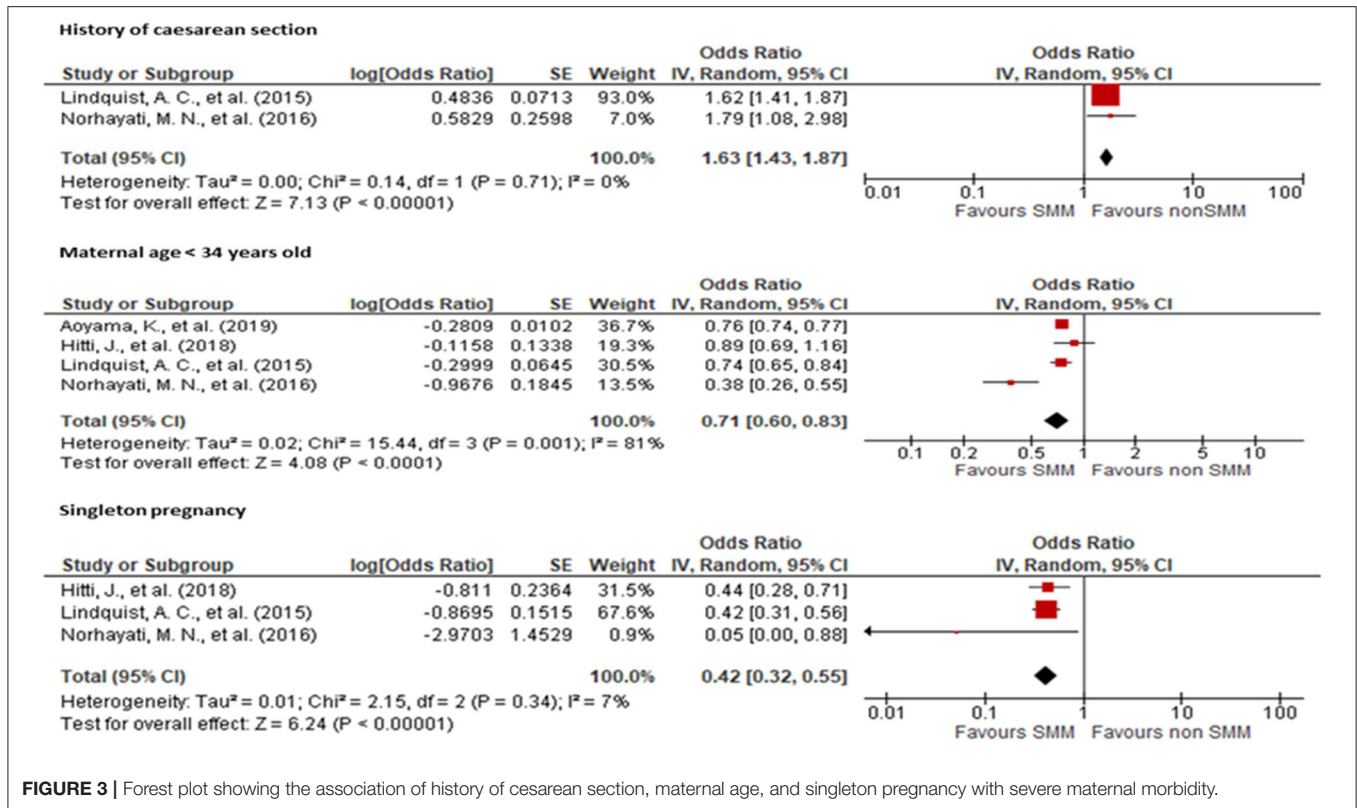 History of caesarean section
Odds Ratio Odds Ratio
Study or Subgroup log[Odds Ratio] SE Weight IV, Random, 95% CI IV, Random, 95% CI
Lindquist, A. C., et al. (2015) 0.4836 0.0713 93.0% 1.62 [1.41, 1.87]
Norhayati, M. N., et al. (2016) 0.5829 0.2598 7.0% 1.79 [1.08, 2.98]
Total (95% CI) 100.0% 1.63 [1.43, 1.87]
Heterogeneity: Tau² = 0.00; Chi² = 0.14, df = 1 (P = 0.71); I² = 0%
Test for overall effect: Z = 7.13 (P < 0.00001)
0.01 0.1 1 10 100
Favours SMM Favours nonSMM
Maternal age < 34 years old
Odds Ratio Odds Ratio
Study or Subgroup log[Odds Ratio] SE Weight IV, Random, 95% CI IV, Random, 95% CI
Aoyama, K., et al. (2019) -0.2809 0.0102 36.7% 0.76 [0.74, 0.77]
Hitti, J., et al. (2018) -0.1158 0.1338 19.3% 0.89 [0.69, 1.16]
Lindquist, A. C., et al. (2015) -0.2999 0.0645 30.5% 0.74 [0.65, 0.84]
Norhayati, M. N., et al. (2016) -0.9676 0.1845 13.5% 0.38 [0.26, 0.55]
Total (95% CI) 100.0% 0.71 [0.60, 0.83]
Heterogeneity: Tau² = 0.02; Chi² = 15.44, df = 3 (P = 0.001); I² = 81%
Test for overall effect: Z = 4.08 (P < 0.0001)
0.1 0.2 0.5 1 2 5 10
Favours SMM Favours non SMM
Singleton pregnancy
Odds Ratio Odds Ratio
Study or Subgroup log[Odds Ratio] SE Weight IV, Random, 95% CI IV, Random, 95% CI
Hitti, J., et al. (2018) -0.811 0.2364 31.5% 0.44 [0.28, 0.71]
Lindquist, A. C., et al. (2015) -0.8695 0.1515 67.6% 0.42 [0.31, 0.56]
Norhayati, M. N., et al. (2016) -2.9703 1.4529 0.9% 0.05 [0.00, 0.88]
Total (95% CI) 100.0% 0.42 [0.32, 0.55]
Heterogeneity: Tau² = 0.01; Chi² = 2.15, df = 2 (P = 0.34); I² = 7%
Test for overall effect: Z = 6.24 (P < 0.00001)
0.01 0.1 1 10 100
Favours SMM Favours non SMM
FIGURE 3 | Forest plot showing the association of history of cesarean section, maternal age, and singleton pregnancy with severe maternal morbidity.